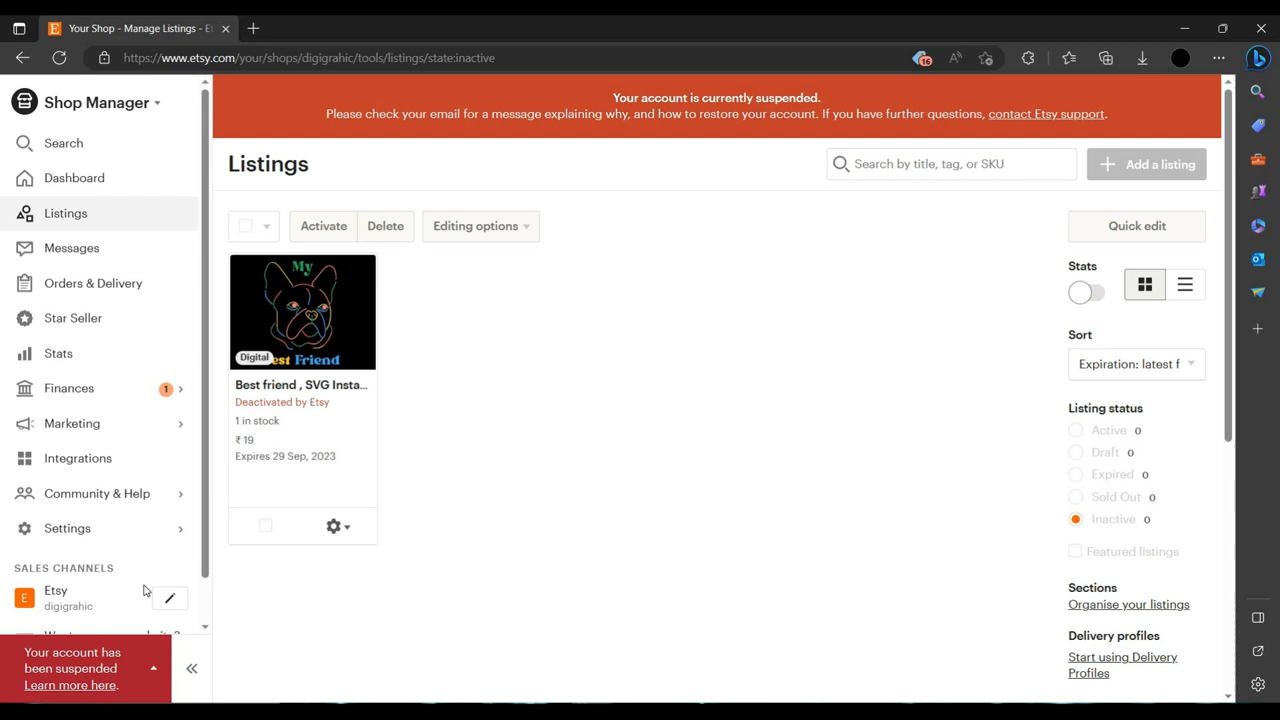 Your Shop - Manage Listings - Et
https://www.etsy.com/your/shops/digigrahic/tools/listings/state:inactive
16
Shop Manager
Search
Dashboard
Listings
Messages
Orders & Delivery
Star Seller
Stats
Finances 1
Marketing
Integrations
Community & Help
Settings
SALES CHANNELS
E Etsy
digigrahic
Your account has
been suspended
Learn more here.
Your account is currently suspended.
Please check your email for a message explaining why, and how to restore your account. If you have further questions, contact Etsy support.
Listings
Search by title, tag, or SKU
Add a listing
Activate Delete Editing options
Quick edit
My
Best Friend
Digital
Best friend , SVG Insta...
Deactivated by Etsy
1 in stock
₹ 19
Expires 29 Sep, 2023
Stats
Sort
Expiration: latest f
Listing status
Active 0
Draft 0
Expired 0
Sold Out 0
Inactive 0
Featured listings
Sections
Organise your listings
Delivery profiles
Start using Delivery
Profiles